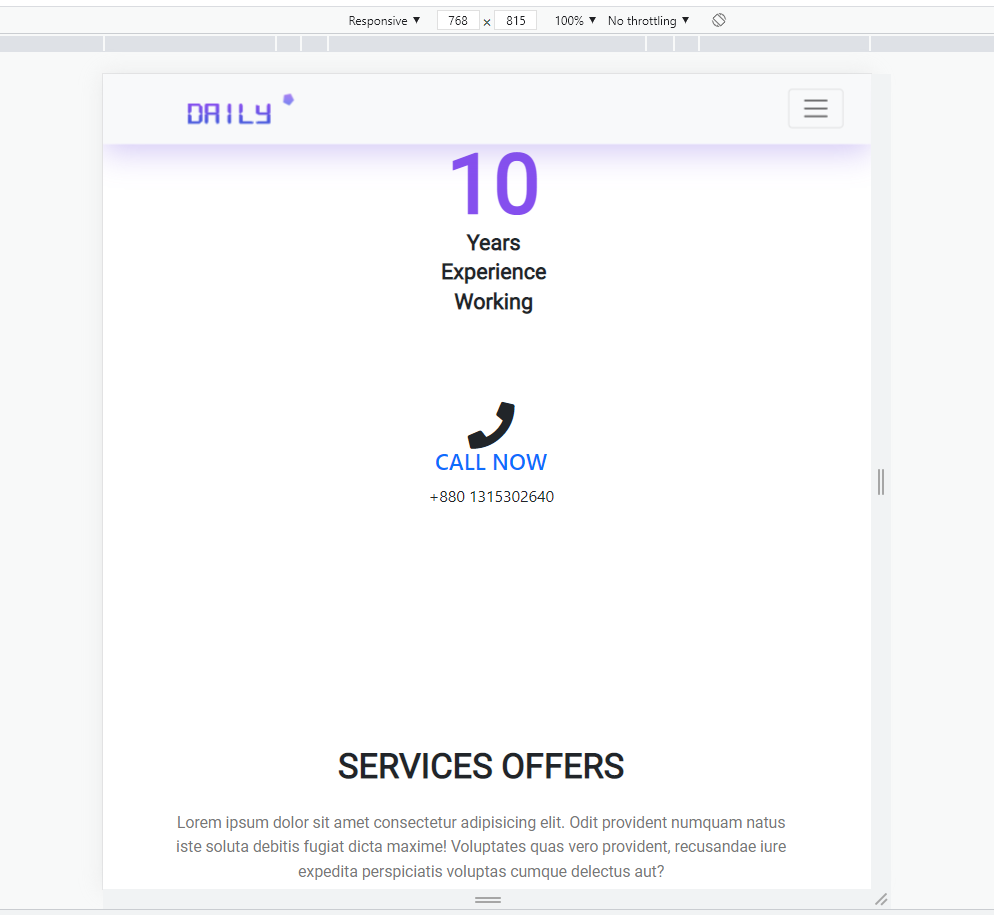 Responsive ▼ 768 × 815 100% ▼ No throttling ▼
DAILY
10
Years
Experience
Working
CALL NOW
+880 1315302640
SERVICES OFFERS
Lorem ipsum dolor sit amet consectetur adipisicing elit. Odit provident numquam natus
iste soluta debitis fugiat dicta maxime! Voluptates quas vero provident, recusandae iure
expedita perspiciatis voluptas cumque delectus aut?